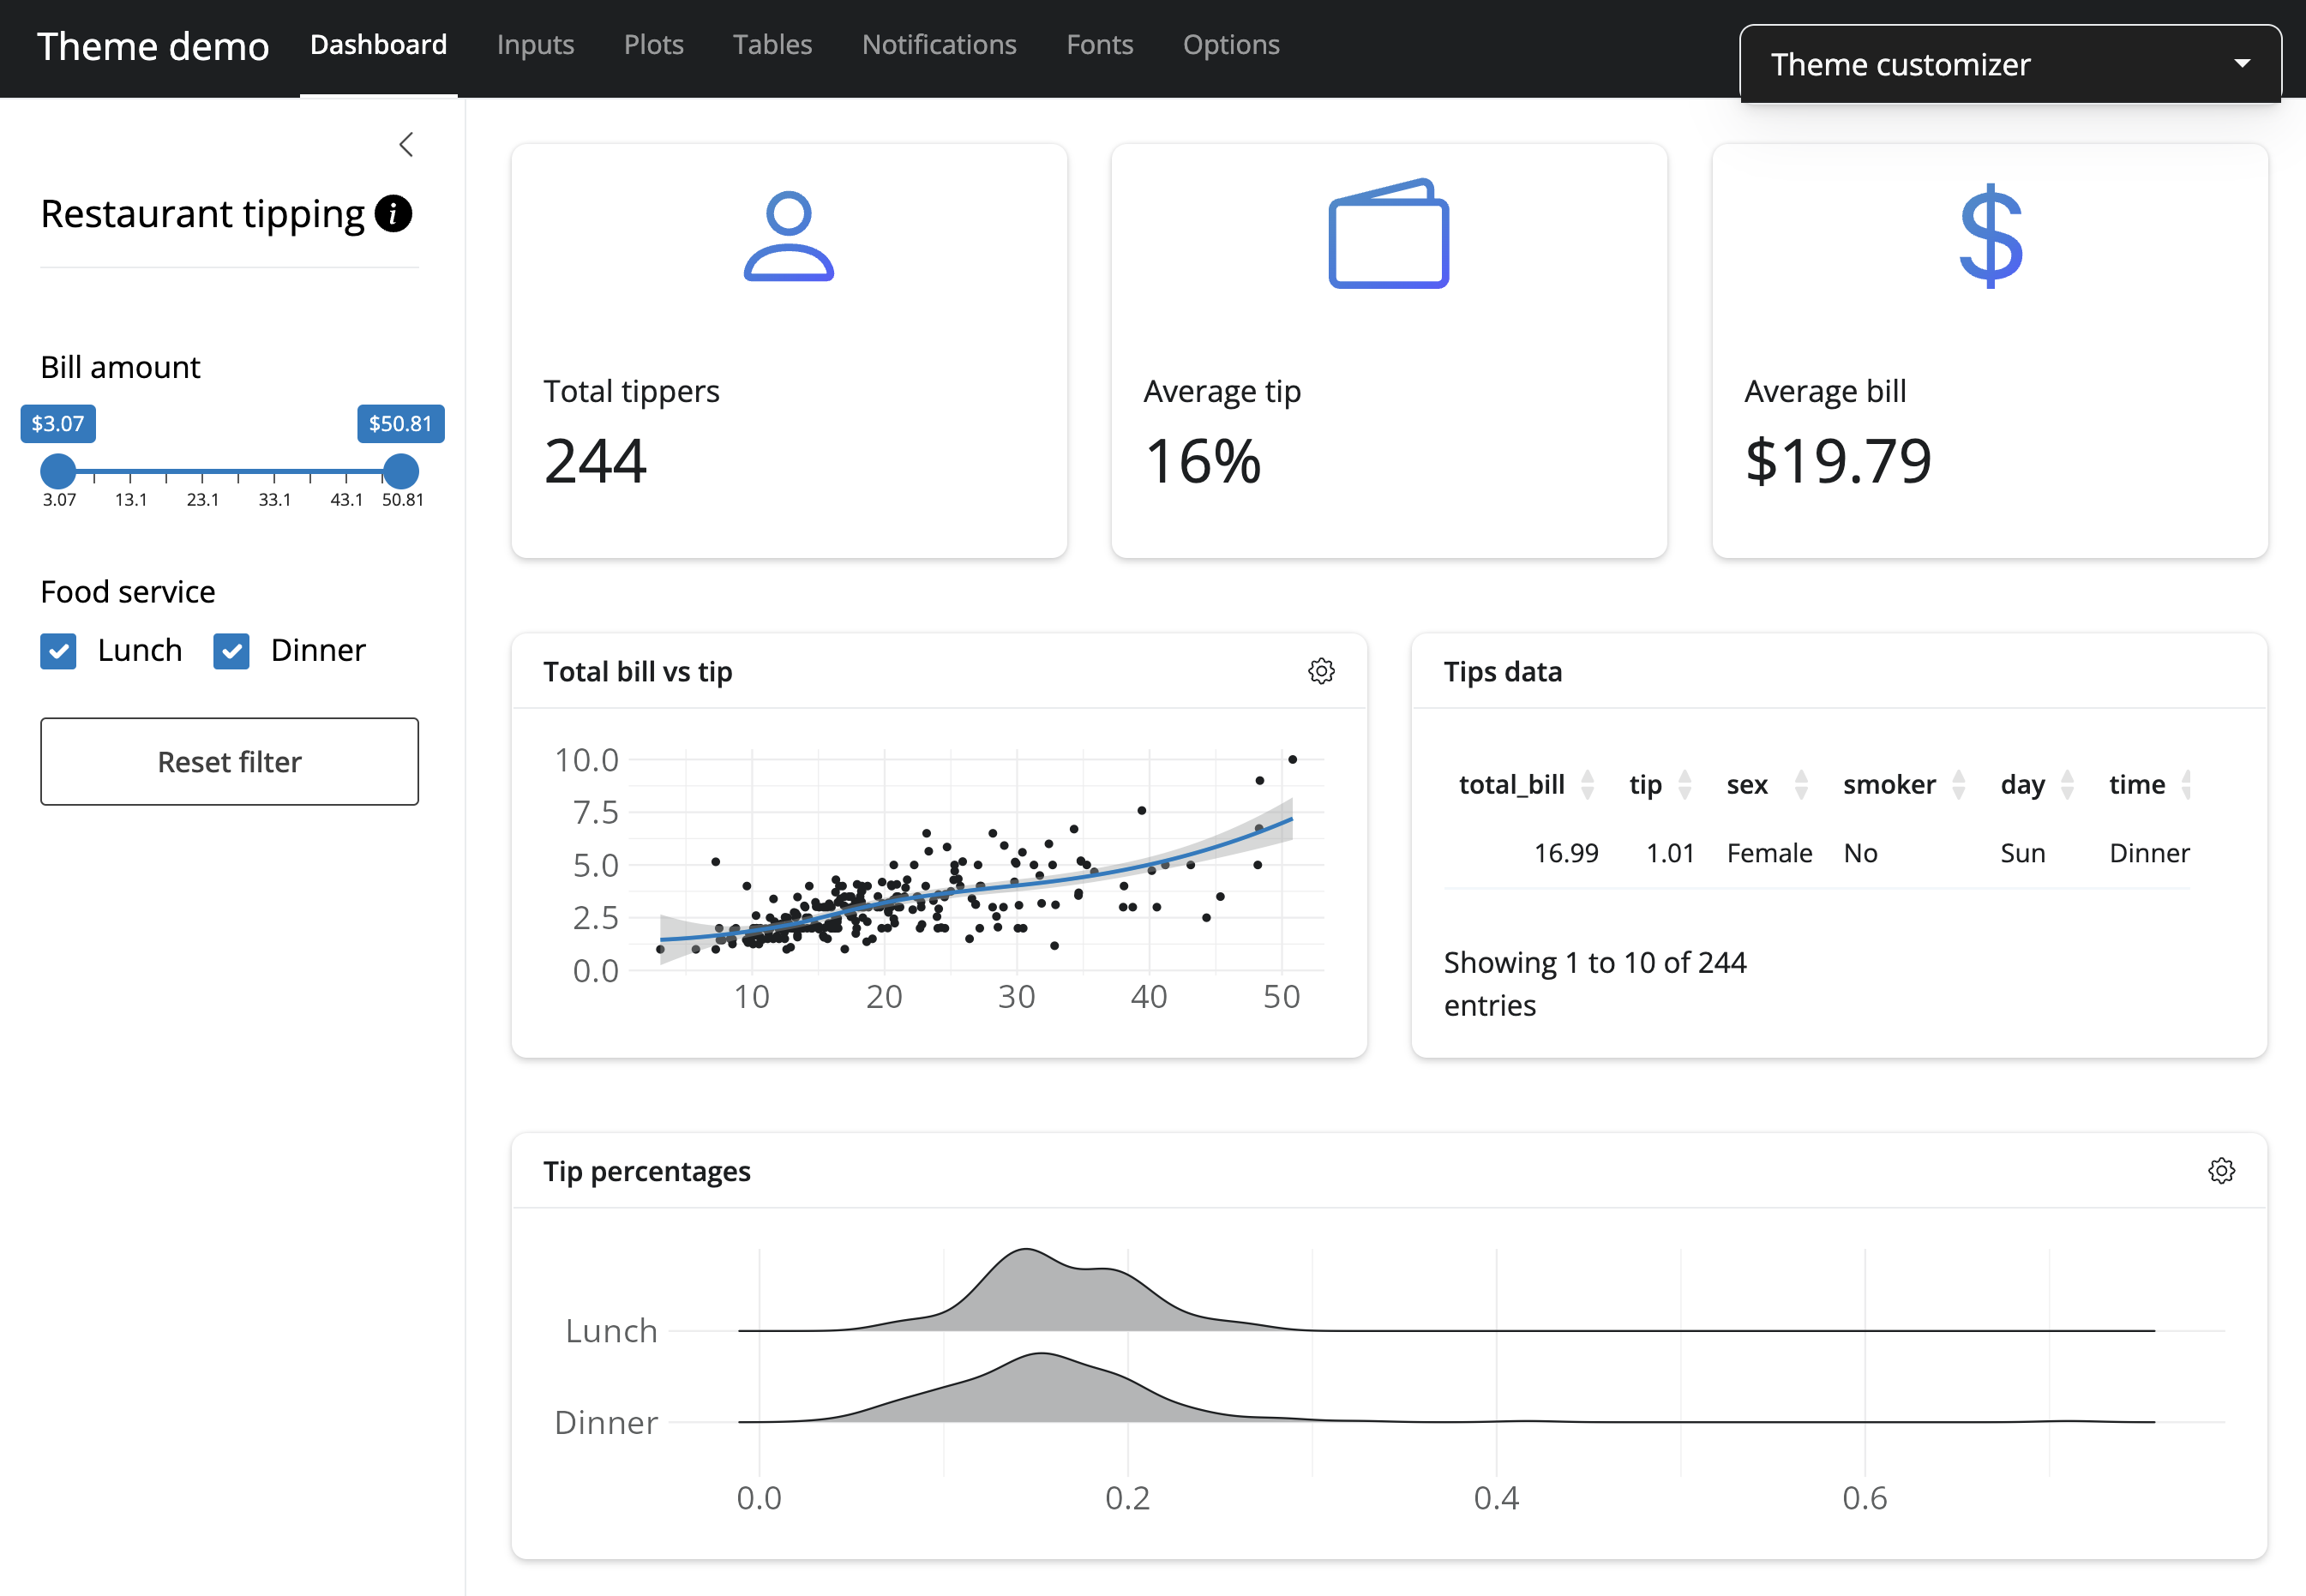 Theme demo Dashboard Inputs Plots Tables Notifications Fonts Options
Theme customizer
Restaurant tipping i
Bill amount
$3.07 $50.81
3.07 13.1 23.1 33.1 43.1 50.81
Food service
Lunch Dinner
Reset filter
Total tippers
244
Average tip
16%
$
Average bill
$19.79
Total bill vs tip
10.0
7.5
5.0
2.5
0.0
10 20 30 40 50
Tips data
total_bill tip sex smoker day time
16.99 1.01 Female No Sun Dinner
Showing 1 to 10 of 244
entries
Tip percentages
Lunch
Dinner
0.0 0.2 0.4 0.6